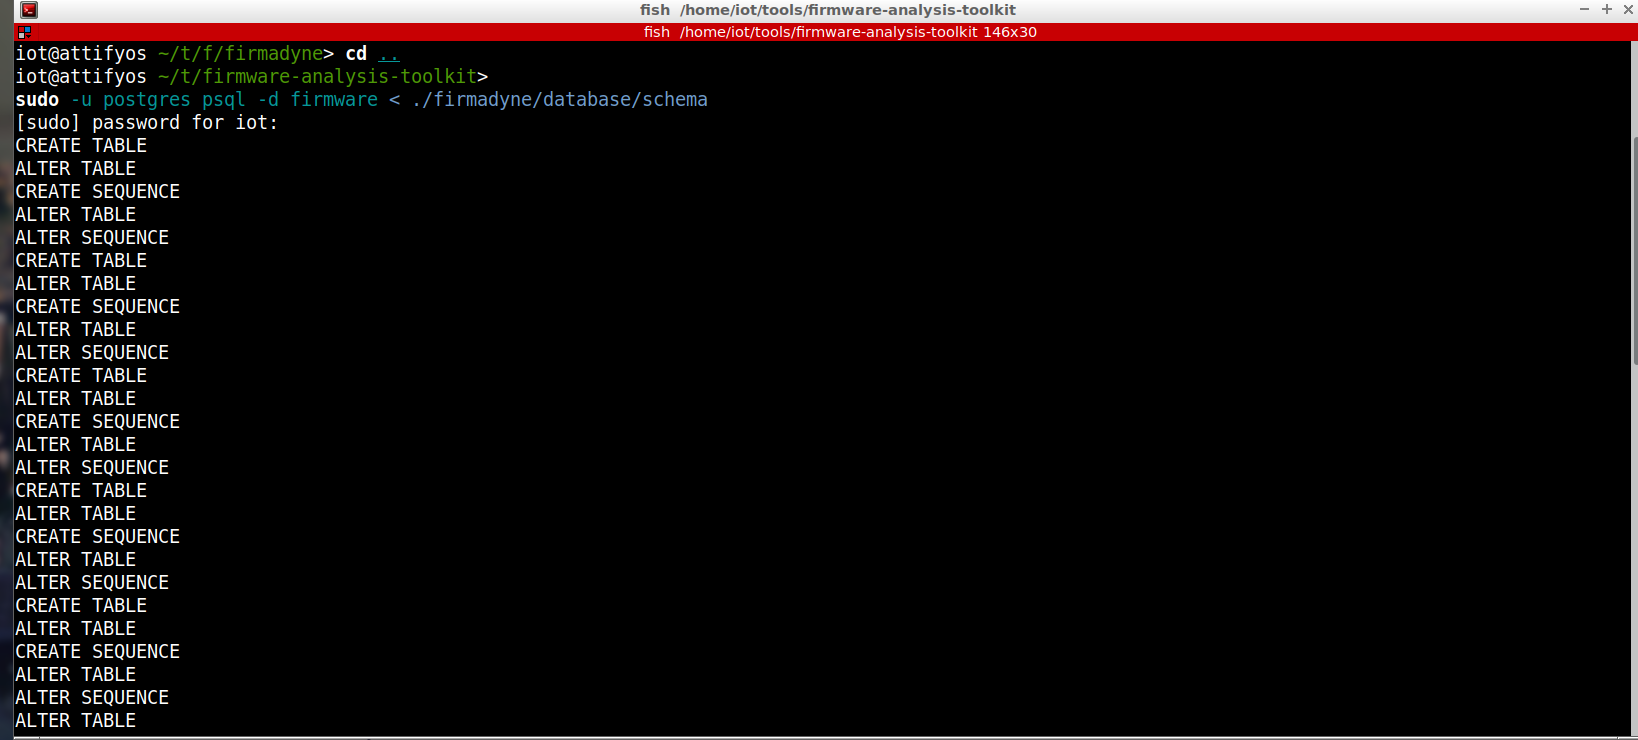 fish /home/iot/tools/firmware-analysis-toolkit
fish /home/iot/tools/firmware-analysis-toolkit 146x30
iot@attifyos ~/t/f/firmadyne> cd ..
iot@attifyos ~/t/firmware-analysis-toolkit>
sudo -u postgres psql -d firmware < ./firmadyne/database/schema
[sudo] password for iot:
CREATE TABLE
ALTER TABLE
CREATE SEQUENCE
ALTER TABLE
ALTER SEQUENCE
CREATE TABLE
ALTER TABLE
CREATE SEQUENCE
ALTER TABLE
ALTER SEQUENCE
CREATE TABLE
ALTER TABLE
CREATE SEQUENCE
ALTER TABLE
ALTER SEQUENCE
CREATE TABLE
ALTER TABLE
CREATE SEQUENCE
ALTER TABLE
ALTER SEQUENCE
CREATE TABLE
ALTER TABLE
CREATE SEQUENCE
ALTER TABLE
ALTER SEQUENCE
ALTER TABLE